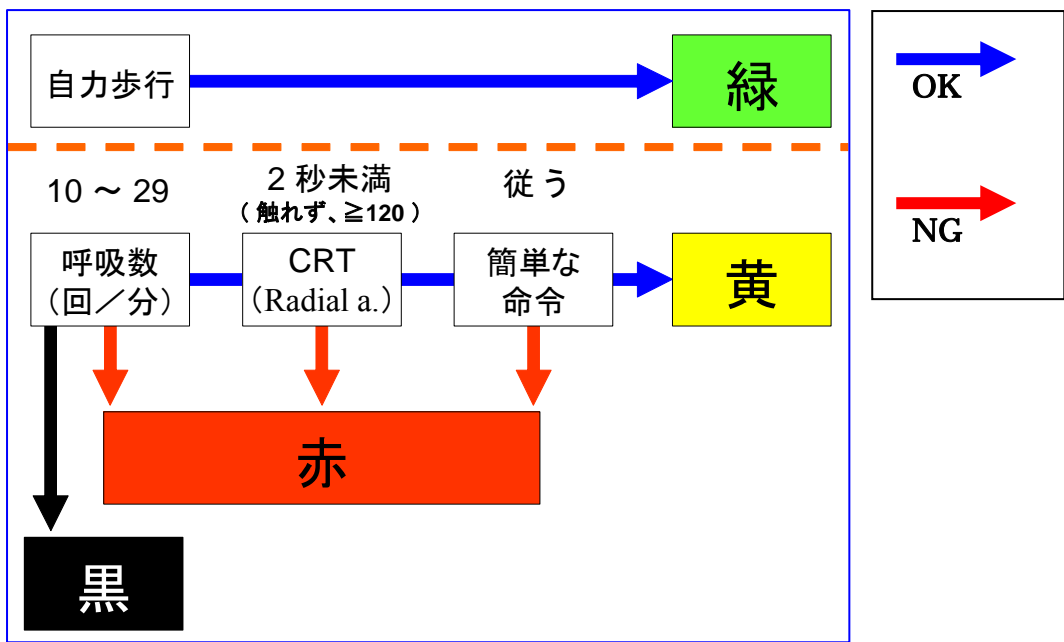 自力歩行
緑
10 ～ 29
2 秒未満
( 触れず、≧120 )
従 う
呼吸数
(回／分)
CRT
(Radial a.)
簡単な
命令
黄
赤
黒
OK
NG